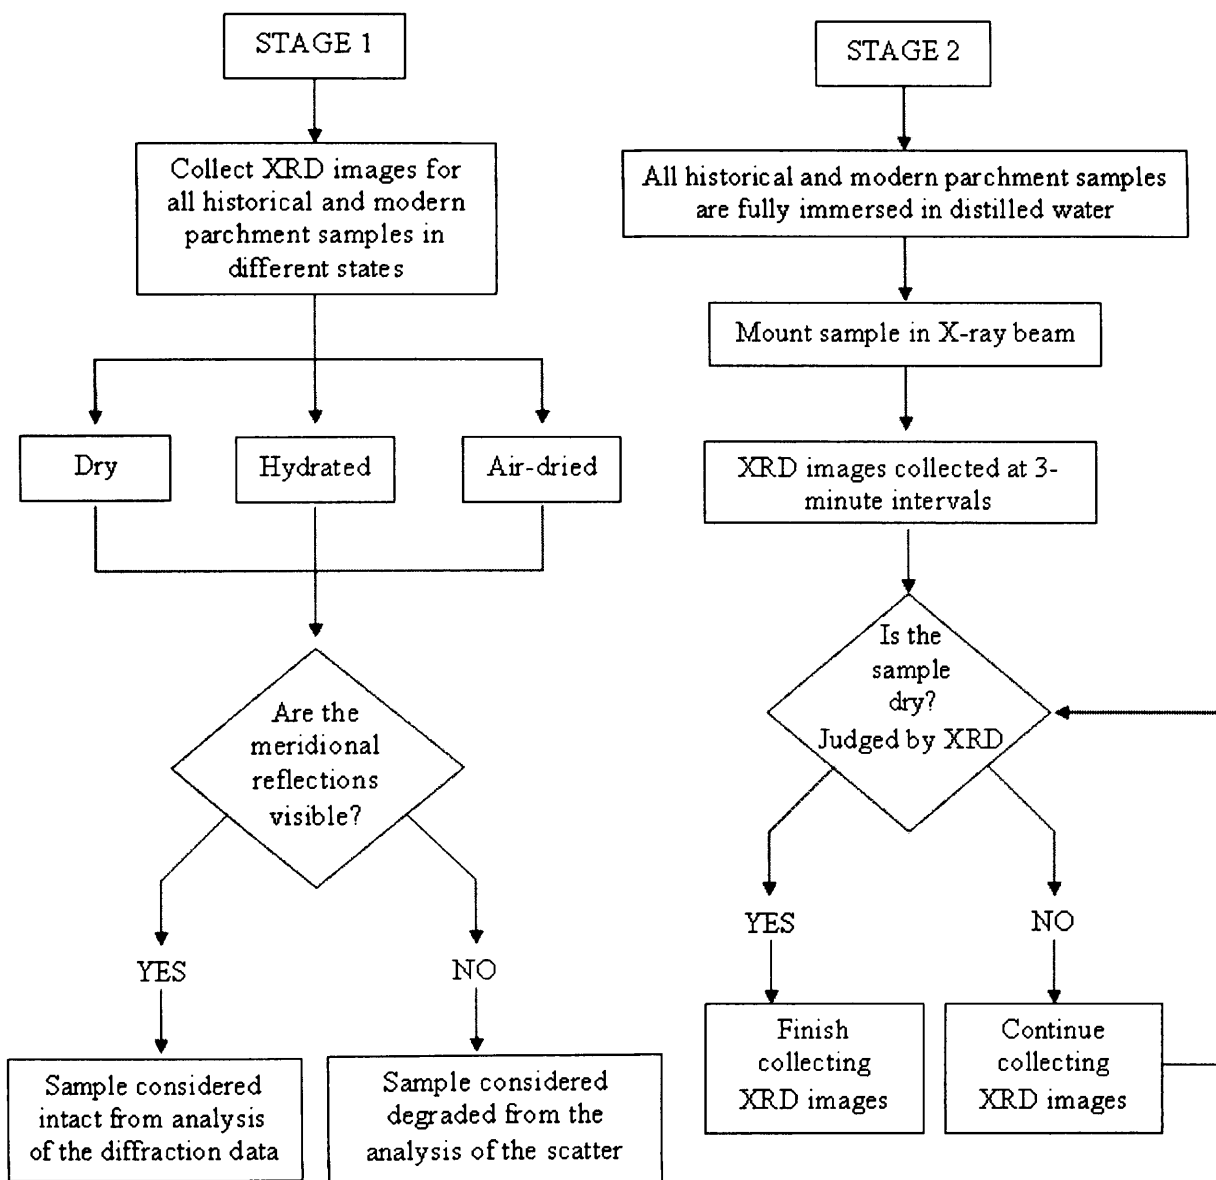 STAGE 1
Collect XRD images for
all historical and modern
parchment samples in
different states
Dry
Hydrated
Air-dried
Are the
meridional
reflections
visible?
YES
NO
Sample considered
intact from analysis
of the diffraction data
Sample considered
degraded from the
analysis of the scatter
STAGE 2
All historical and modern parchment samples
are fully immersed in distilled water
Mount sample in X-ray beam
XRD images collected at 3-
minute intervals
Is the
sample
dry?
Judged by XRD
YES
NO
Finish
collecting
XRD images
Continue
collecting
XRD images